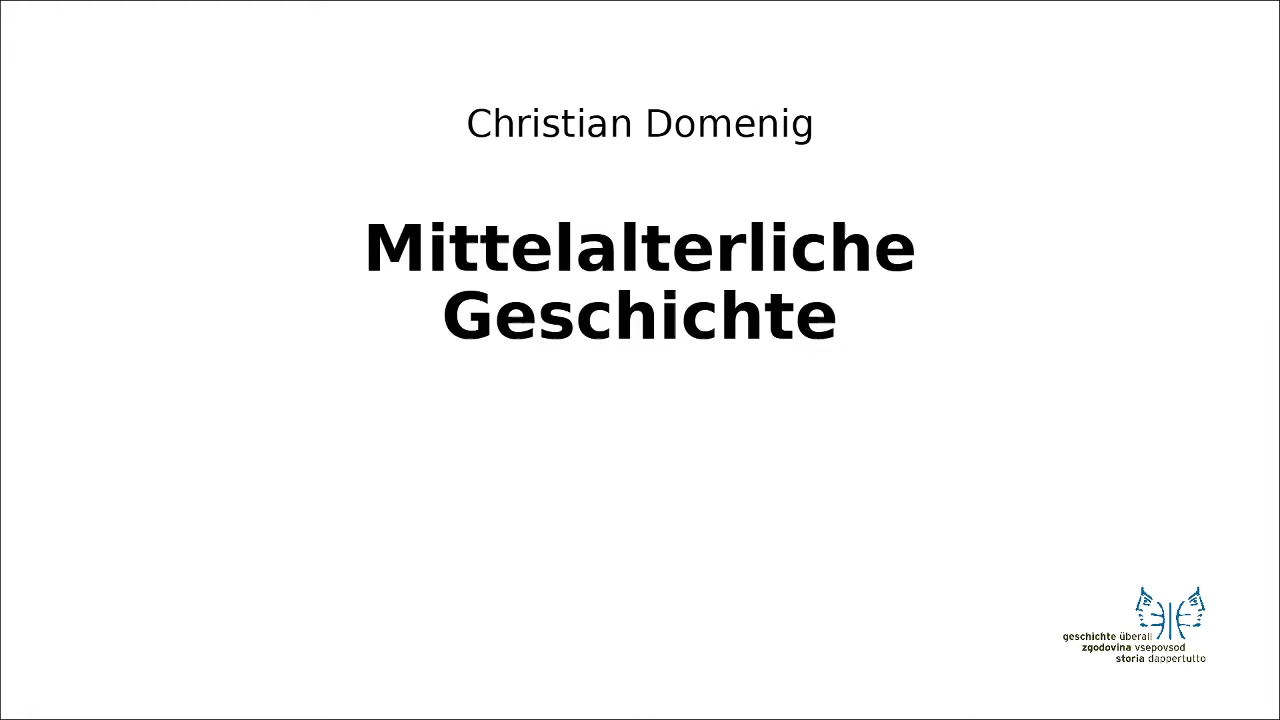 Christian Domenig
Mittelalterliche
Geschichte
geschichte überall
zgodovina vsepovsod
storia dappertutto